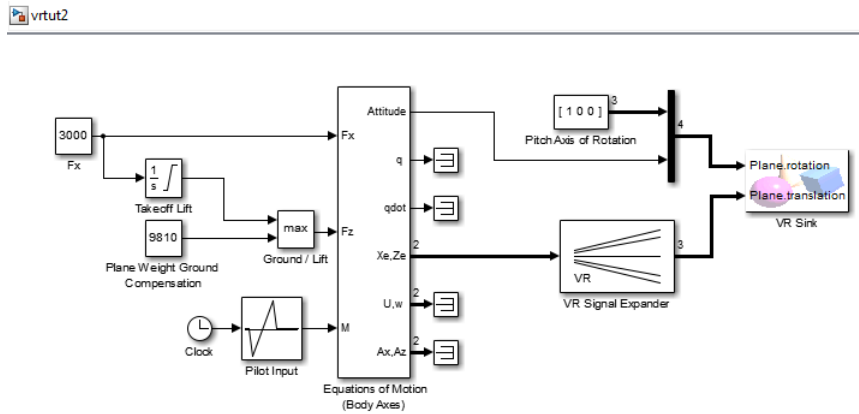 vrtut2
3000
Fx
1
s
Takeoff Lift
9810
Plane Weight Ground
Compensation
max
Ground / Lift
Clock
Pilot Input
Fx
Fz
M
Attitude
q
qdot
Xe,Ze
U,w
Ax,Az
Equations of Motion
(Body Axes)
2
2
2
[ 1 0 0 ]
3
Pitch Axis of Rotation
4
VR
VR Signal Expander
3
Plane.rotation
Plane.translation
VR Sink